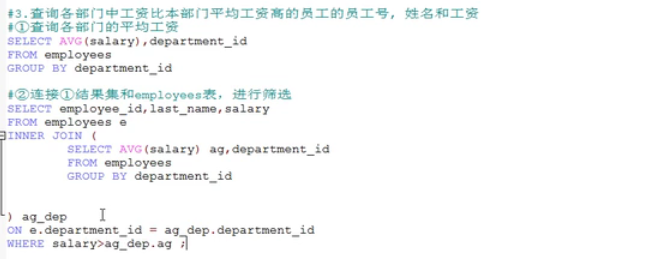 #3.查询各部门中工资比本部门平均工资高的员工的员工号, 姓名和工资
#①查询各部门的平均工资
SELECT AVG(salary),department_id
FROM employees
GROUP BY department_id
#②连接①结果集和employees表,进行筛选
SELECT employee_id,last_name,salary
FROM employees e
INNER JOIN (
SELECT AVG(salary) ag,department_id
FROM employees
GROUP BY department_id
) ag_dep
ON e.department_id = ag_dep.department_id
WHERE salary>ag_dep.ag ;